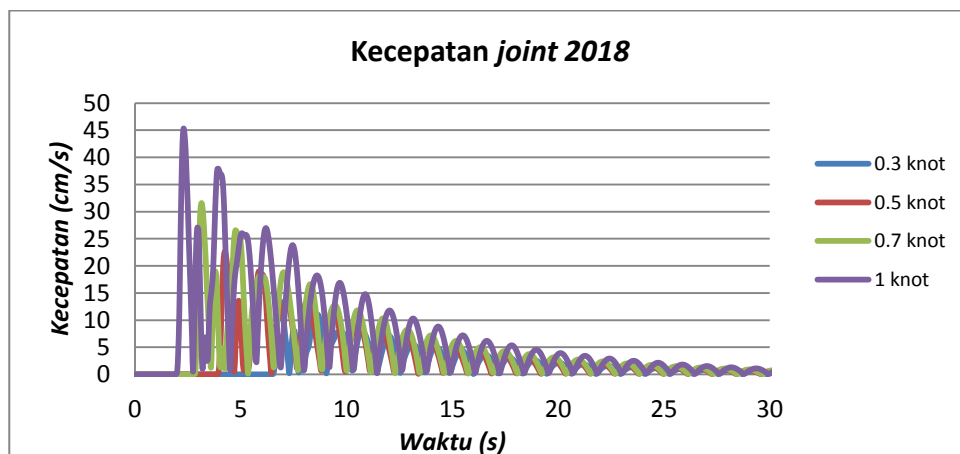 Kecepatan joint 2018
Kecepatan (cm/s)
50
45
40
35
30
25
20
15
10
5
0
0 5 10 15 20 25 30
Waktu (s)
0.3 knot
0.5 knot
0.7 knot
1 knot